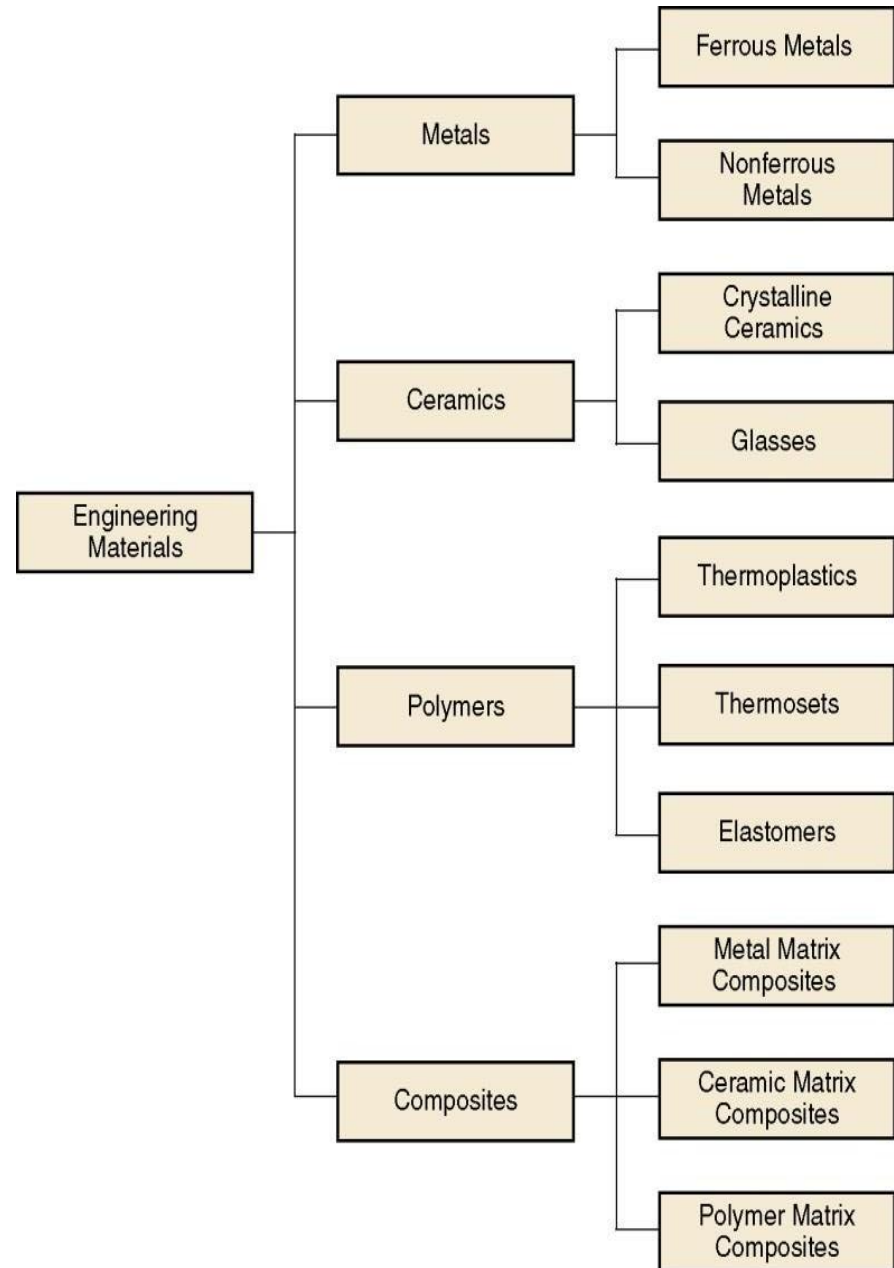 Engineering
Materials
Metals
Ferrous Metals
Nonferrous
Metals
Ceramics
Crystalline
Ceramics
Glasses
Polymers
Thermoplastics
Thermosets
Elastomers
Composites
Metal Matrix
Composites
Ceramic Matrix
Composites
Polymer Matrix
Composites